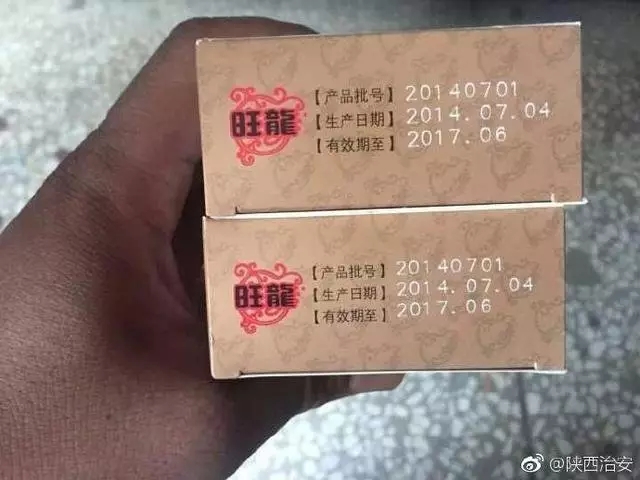 旺龍
【产品批号】 20140701
【生产日期】 2014. 07. 04
【有效期至】 2017. 06
旺龍
【产品批号】 20140701
【生产日期】 2014. 07. 04
【有效期至】 2017. 06
@陕西治安